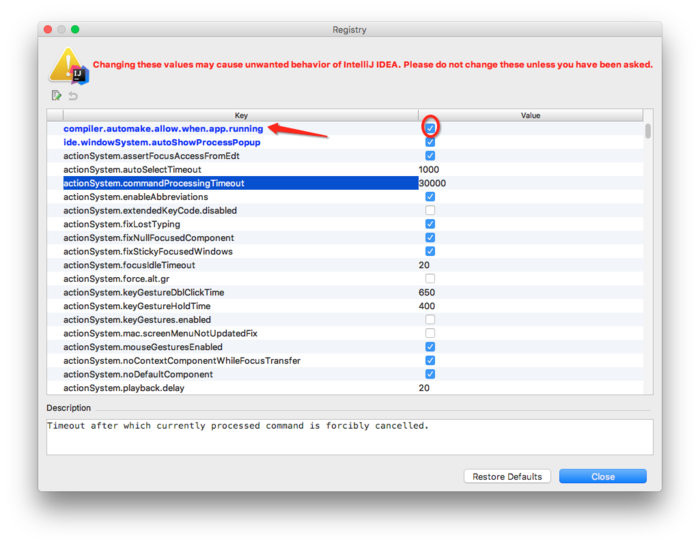 Registry
Changing these values may cause unwanted behavior of IntelliJ IDEA. Please do not change these unless you have been asked.
IJ
Key Value
compiler.automake.allow.when.app.running
ide.windowSystem.autoShowProcessPopup
actionSystem.assertFocusAccessFromEdt
actionSystem.autoSelectTimeout 1000
actionSystem.commandProcessingTimeout 30000
actionSystem.enableAbbreviations
actionSystem.extendedKeyCode.disabled
actionSystem.fixLostTyping
actionSystem.fixNullFocusedComponent
actionSystem.fixStickyFocusedWindows
actionSystem.focusIdleTimeout 20
actionSystem.force.alt.gr
actionSystem.keyGestureDblClickTime 650
actionSystem.keyGestureHoldTime 400
actionSystem.keyGestures.enabled
actionSystem.mac.screenMenuNotUpdatedFix
actionSystem.mouseGesturesEnabled
actionSystem.noContextComponentWhileFocusTransfer
actionSystem.noDefaultComponent
actionSystem.playback.delay 20
Description
Timeout after which currently processed command is forcibly cancelled.
Restore Defaults Close